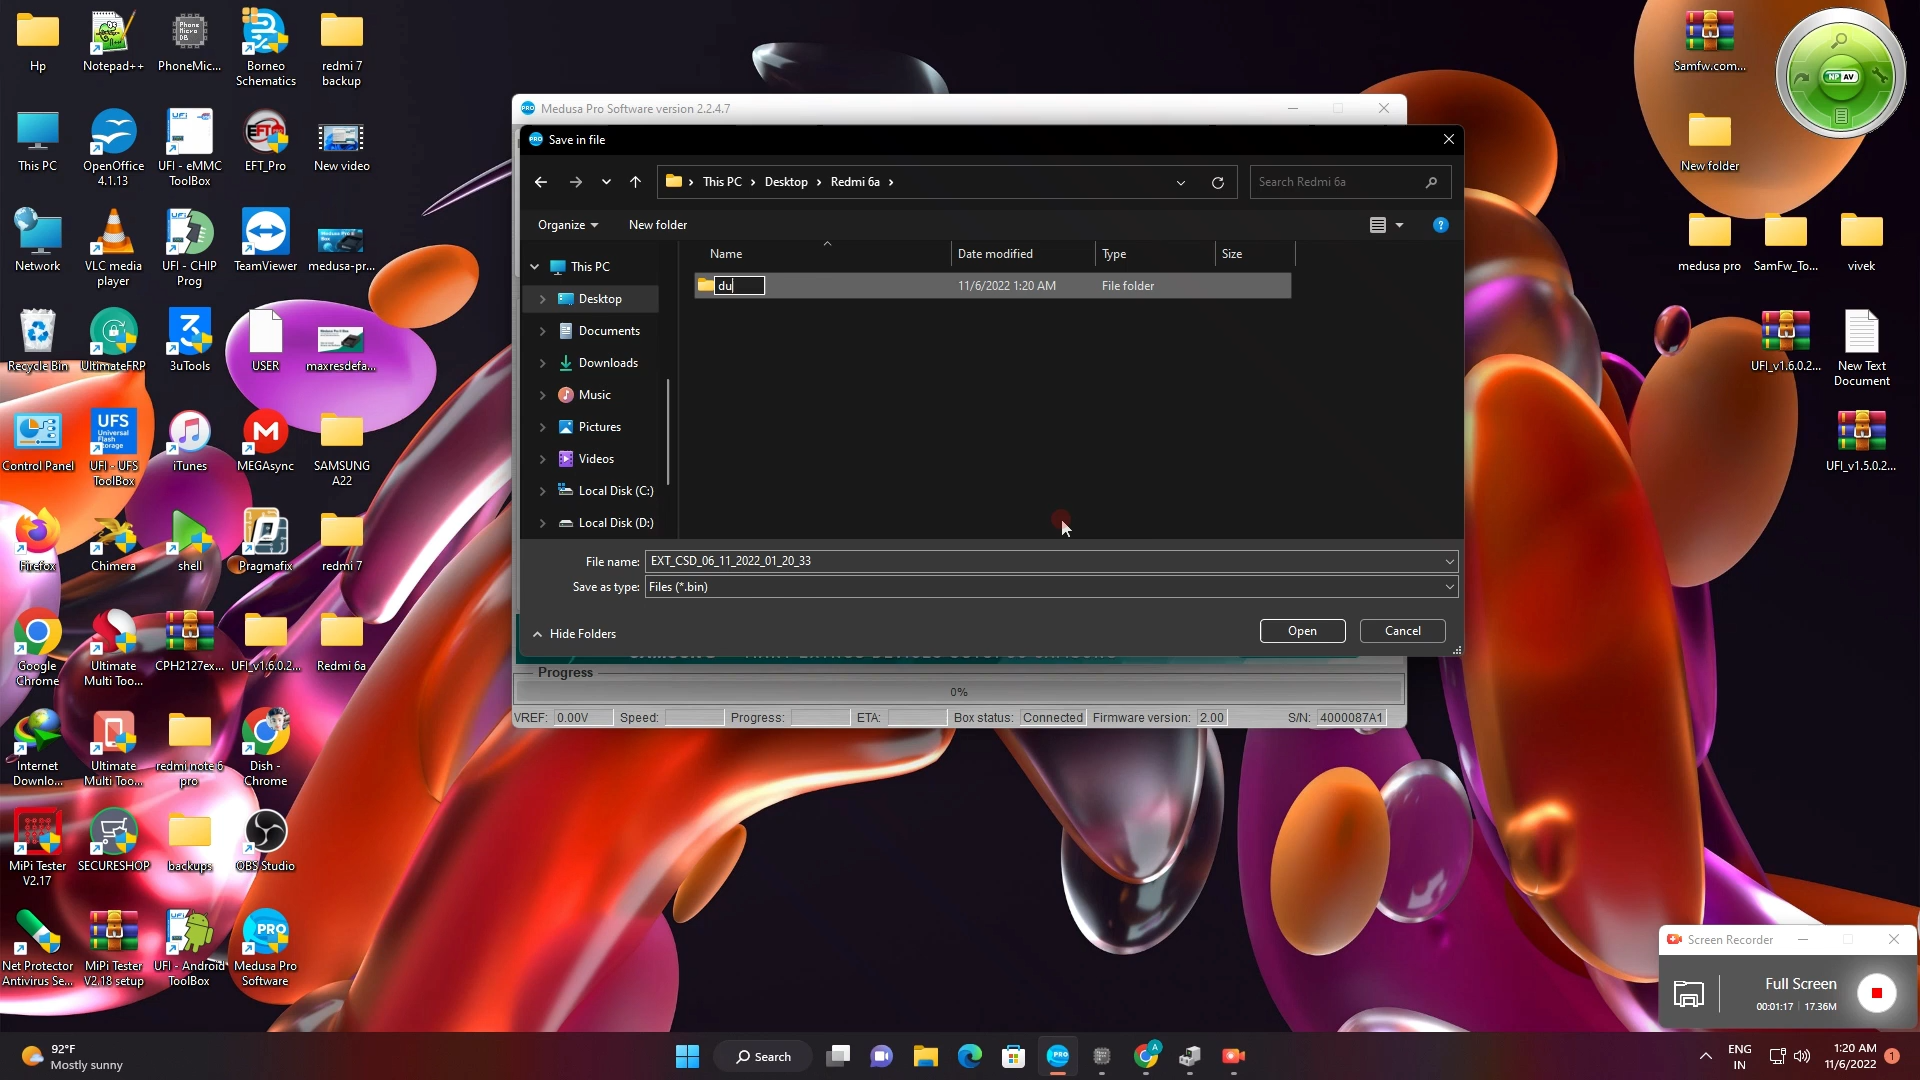 Hp
Notepad++
PhoneMic...
Borneo
Schematics
redmi 7
backup
This PC
OpenOffice
4.1.13
UFI - eMMC
ToolBox
EFT_Pro
New video
Network
VLC media
player
UFI - CHIP
Prog
TeamViewer
medusa-pr...
Recycle Bin
UltimateFRP
3uTools
USER
maxresdefa...
Control Panel
UFI - UFS
ToolBox
iTunes
MEGAsync
SAMSUNG
A22
Firefox
Chimera
shell
Pragmafix
redmi 7
Google
Chrome
Ultimate
Multi Too...
CPH2127ex...
UFI_v1.6.0.2...
Redmi 6a
Internet
Downlo...
Ultimate
Multi Too...
redmi note 6
pro
Dish -
Chrome
MiPi Tester
V2.17
SECURESHOP
backups
OBS Studio
Net Protector
Antivirus Se...
MiPi Tester
V2.18 setup
UFI - Android
ToolBox
Medusa Pro
Software
Medusa Pro Software version 2.2.4.7
Save in file
This PC > Desktop > Redmi 6a >
Search Redmi 6a
Organize
New folder
Name
Date modified
Type
Size
du
11/6/2022 1:20 AM
File folder
This PC
Desktop
Documents
Downloads
Music
Pictures
Videos
Local Disk (C:)
Local Disk (D:)
File name: EXT_CSD_06_11_2022_01_20_33
Save as type: Files (*.bin)
Hide Folders
Open
Cancel
Progress
0%
VREF: 0.00V Speed: Progress: ETA: Box status: Connected Firmware version: 2.00 S/N: 4000087A1
Samfw.com...
NP AV
New folder
medusa pro
SamFw_To...
vivek
UFI_v1.6.0.2...
New Text
Document
UFI_v1.5.0.2...
Screen Recorder
Full Screen
00:01:17 | 17.36M
92°F
Mostly sunny
Search
ENG
IN
1:20 AM
11/6/2022
1